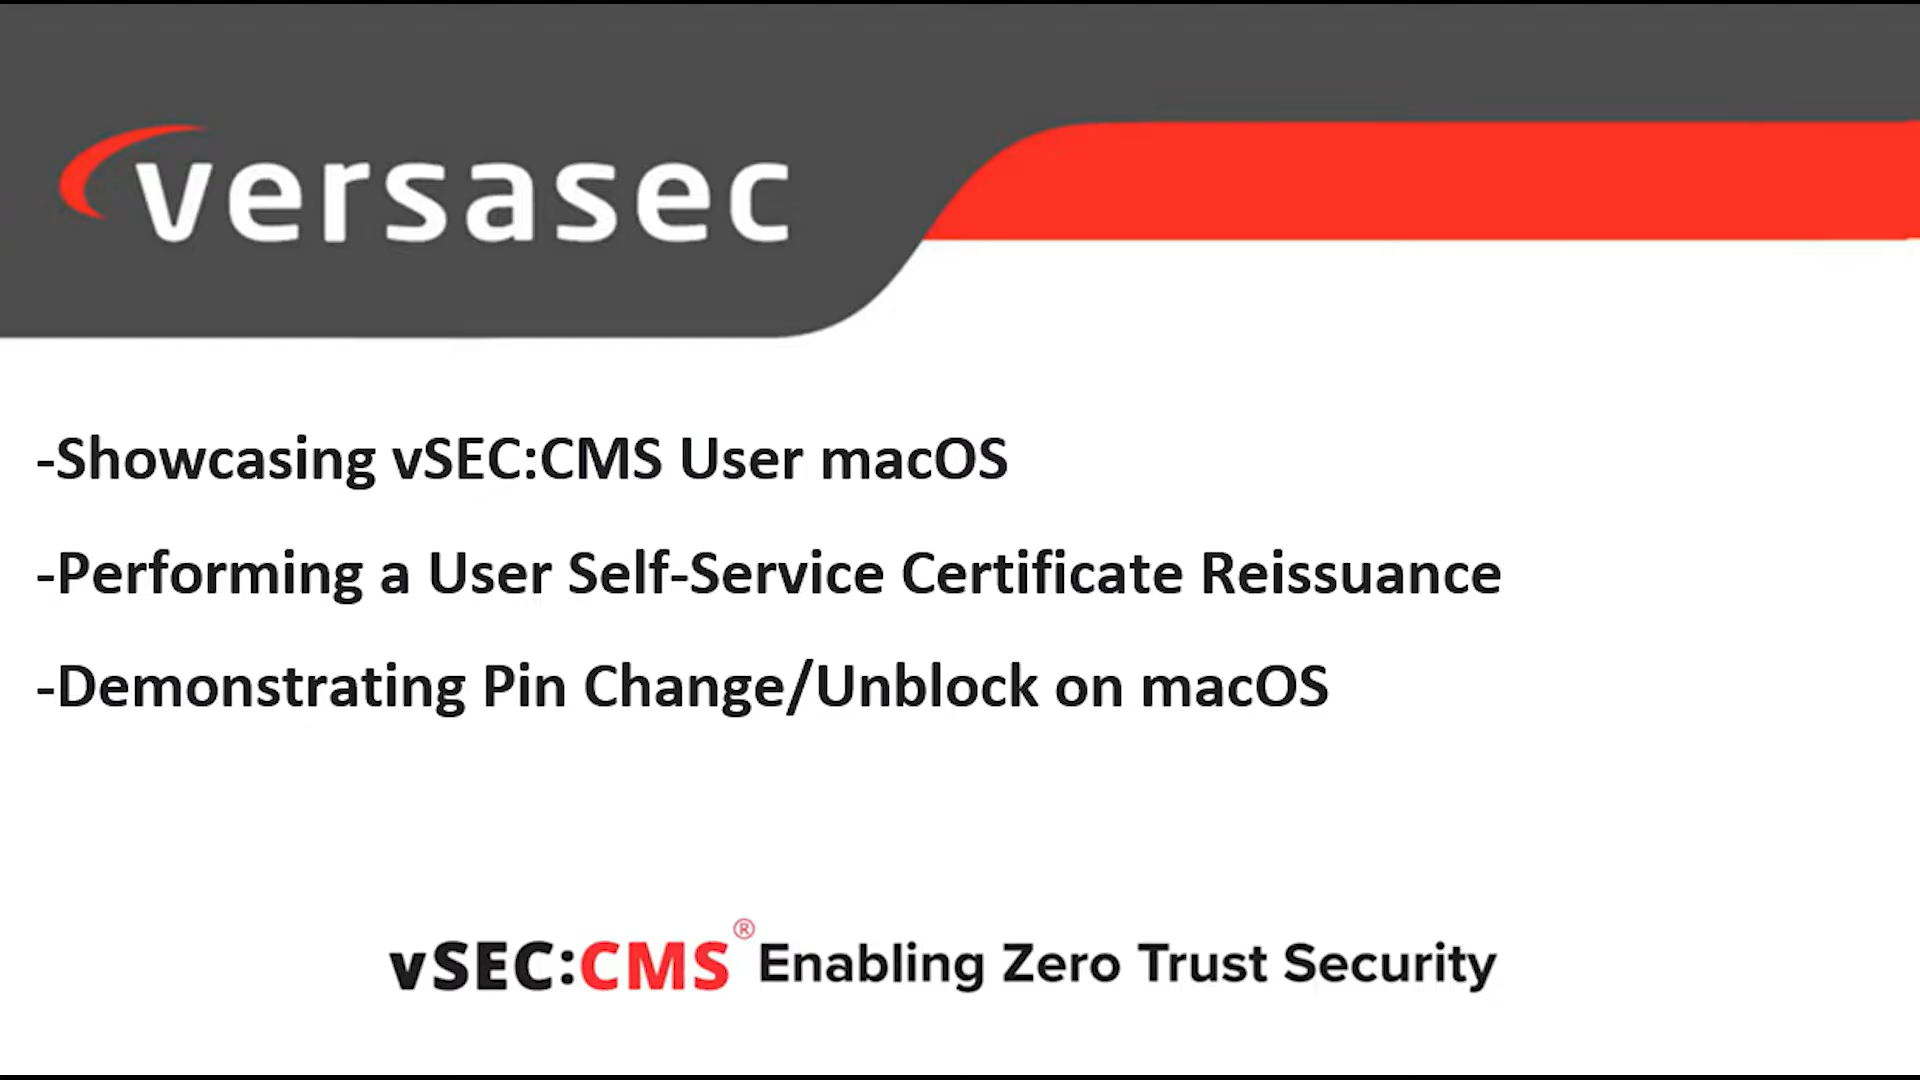 versasec
-Showcasing vSEC:CMS User macOS
-Performing a User Self-Service Certificate Reissuance
-Demonstrating Pin Change/Unblock on macOS
vSEC:CMS® Enabling Zero Trust Security